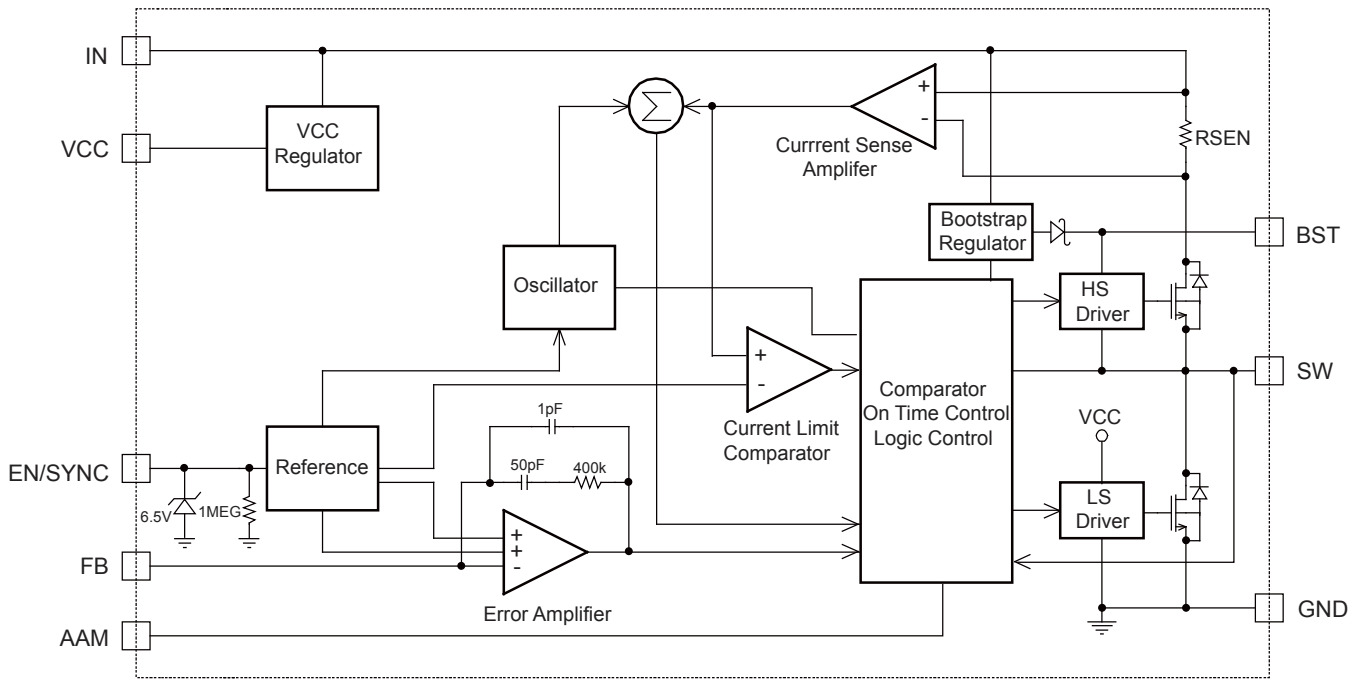 IN
VCC
EN/SYNC
FB
AAM
VCC
Regulator
Σ
+
-
Currrent Sense
Amplifer
RSEN
Bootstrap
Regulator
BST
Oscillator
HS
Driver
SW
+
-
Current Limit
Comparator
Comparator
On Time Control
Logic Control
VCC
LS
Driver
GND
Reference
6.5V
1MEG
1pF
50pF
400k
+
+
-
Error Amplifier